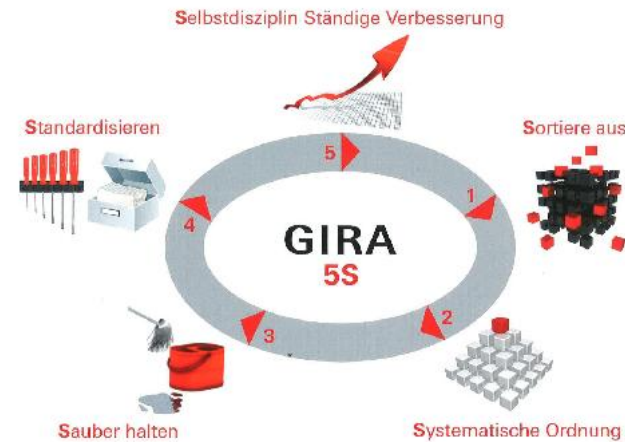 Selbstdisziplin Ständige Verbesserung
Standardisieren
Sortiere aus
5
1
4
GIRA
5S
2
3
Sauber halten
Systematische Ordnung